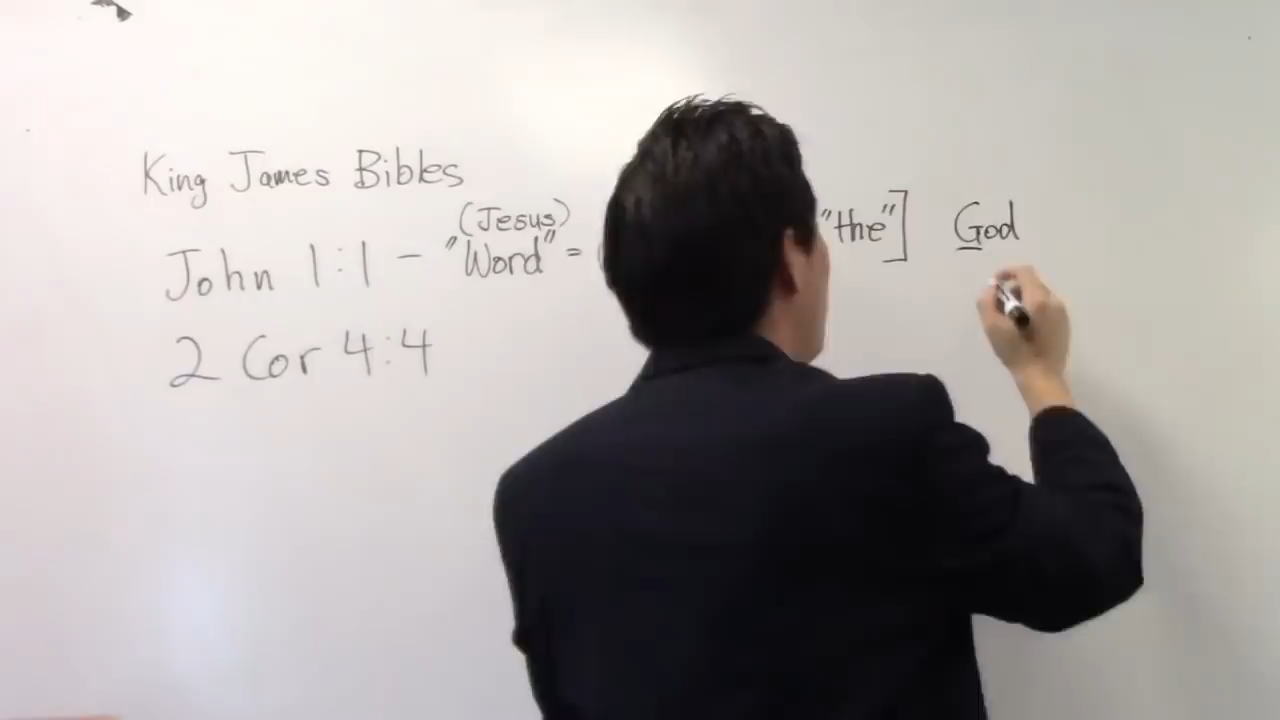 King James Bibles
(Jesus)
John 1:1 – "Word" = "the"] God
2 Cor 4:4